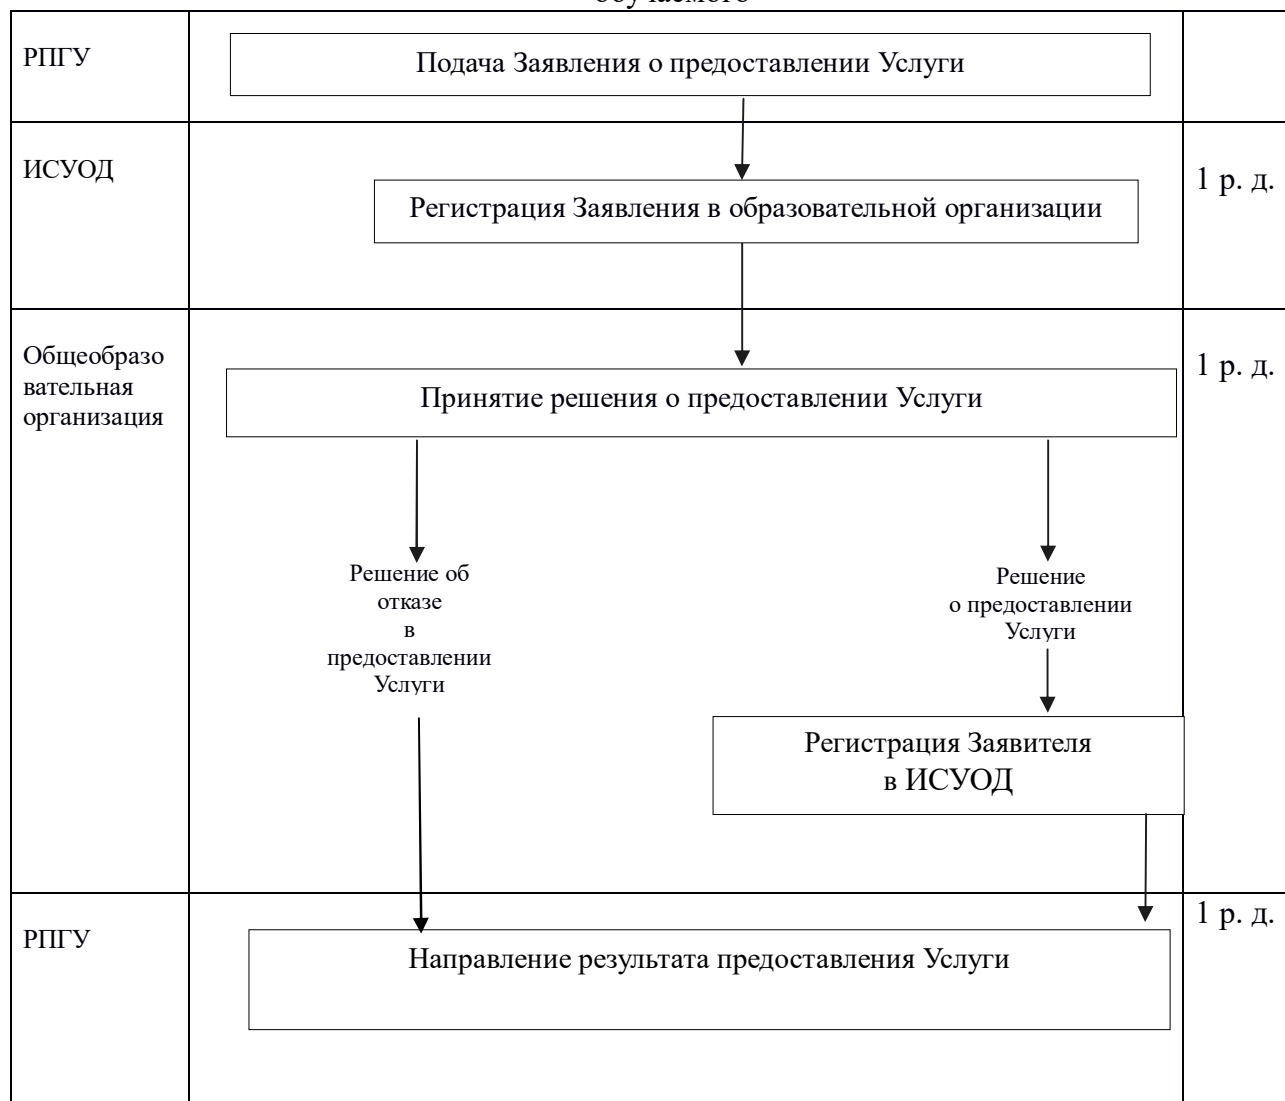 обучаемого
РПГУ
Подача Заявления о предоставлении Услуги
ИСУОД
1 р. д.
Регистрация Заявления в образовательной организации
Общеобразо
вательная
организация
1 р. д.
Принятие решения о предоставлении Услуги
Решение об
отказе
в
предоставлении
Услуги
Решение
о предоставлении
Услуги
Регистрация Заявителя
в ИСУОД
РПГУ
1 р. д.
Направление результата предоставления Услуги